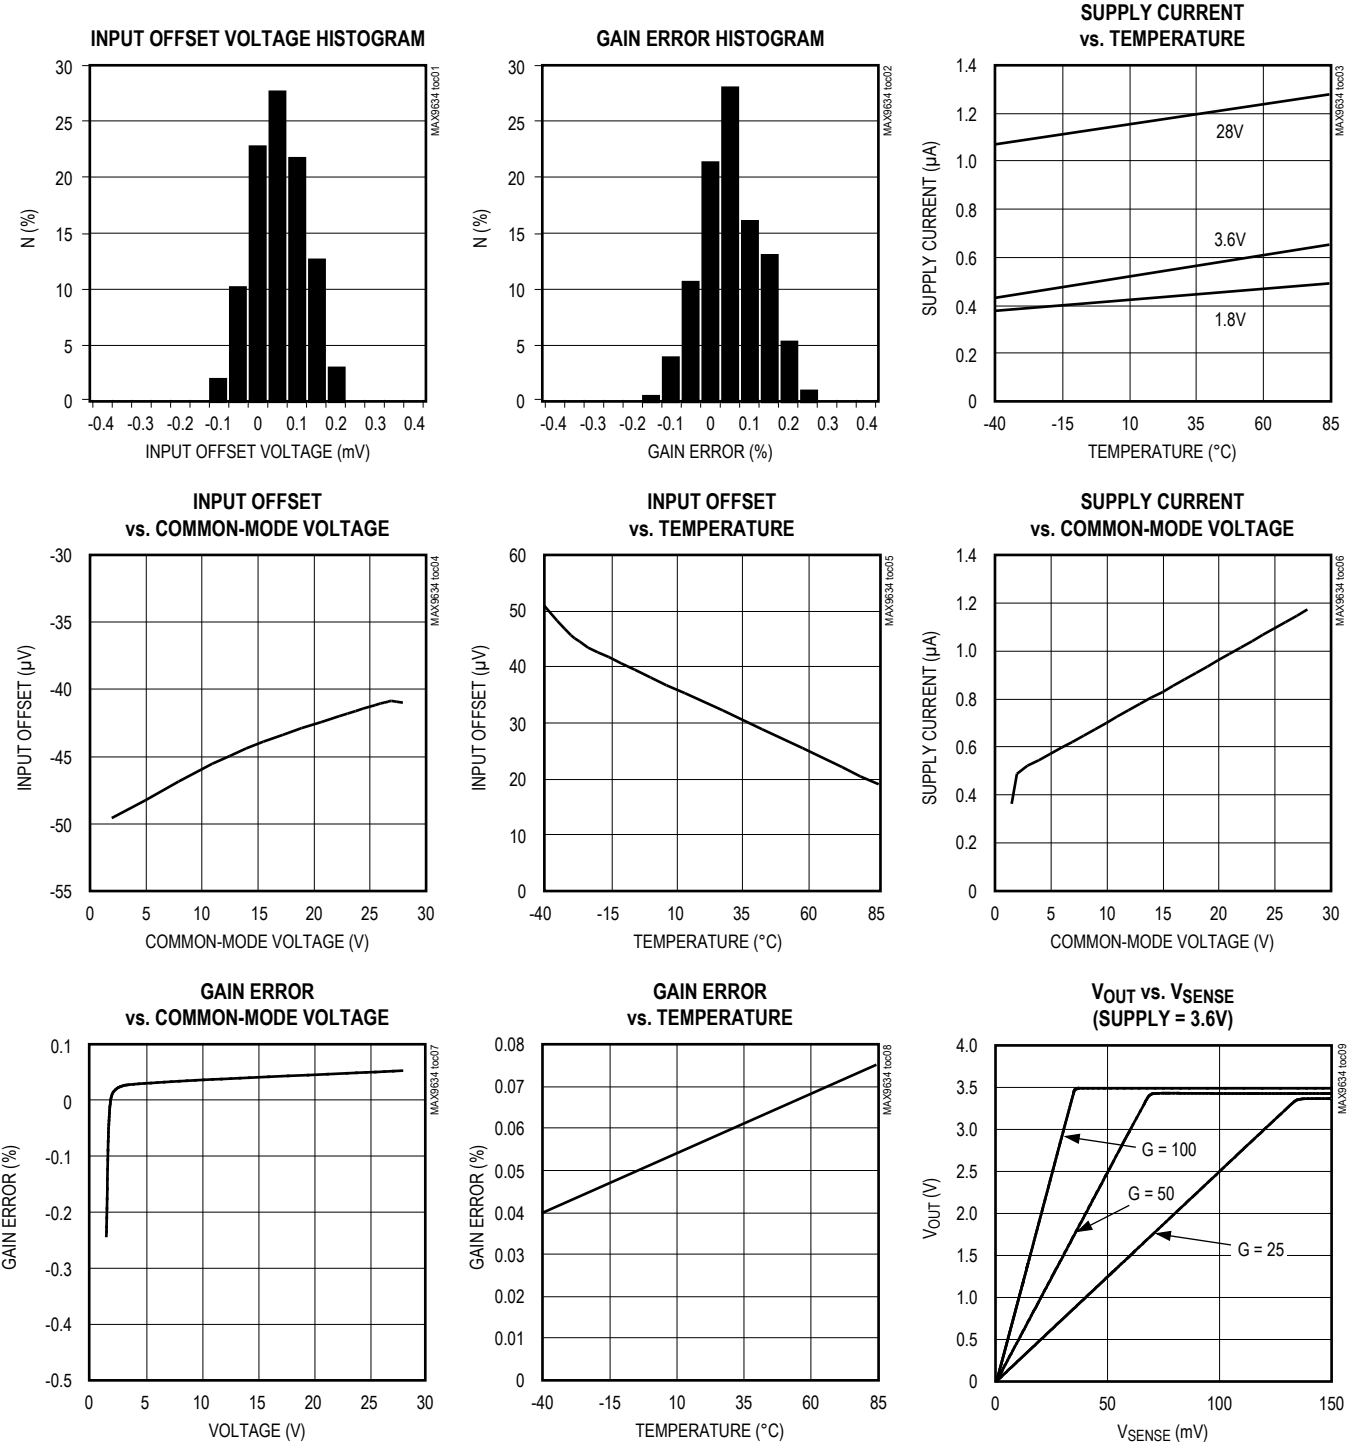 INPUT OFFSET VOLTAGE HISTOGRAM
30
25
20
15
10
5
0
N (%)
-0.4 -0.3 -0.2 -0.1 0 0.1 0.2 0.3 0.4
INPUT OFFSET VOLTAGE (mV)
MAX9634 toc01
GAIN ERROR HISTOGRAM
30
25
20
15
10
5
0
N (%)
-0.4 -0.3 -0.2 -0.1 0 0.1 0.2 0.3 0.4
GAIN ERROR (%)
MAX9634 toc02
SUPPLY CURRENT
vs. TEMPERATURE
1.4
1.2
1.0
0.8
0.6
0.4
0.2
0
SUPPLY CURRENT (µA)
28V
3.6V
1.8V
-40 -15 10 35 60 85
TEMPERATURE (°C)
MAX9634 toc03
INPUT OFFSET
vs. COMMON-MODE VOLTAGE
-30
-35
-40
-45
-50
-55
INPUT OFFSET (µV)
0 5 10 15 20 25 30
COMMON-MODE VOLTAGE (V)
MAX9634 toc04
INPUT OFFSET
vs. TEMPERATURE
60
50
40
30
20
10
0
INPUT OFFSET (µV)
-40 -15 10 35 60 85
TEMPERATURE (°C)
MAX9634 toc05
SUPPLY CURRENT
vs. COMMON-MODE VOLTAGE
1.4
1.2
1.0
0.8
0.6
0.4
0.2
0
SUPPLY CURRENT (µA)
0 5 10 15 20 25 30
COMMON-MODE VOLTAGE (V)
MAX9634 toc06
GAIN ERROR
vs. COMMON-MODE VOLTAGE
0.1
0
-0.1
-0.2
-0.3
-0.4
-0.5
GAIN ERROR (%)
0 5 10 15 20 25 30
VOLTAGE (V)
MAX9634 toc07
GAIN ERROR
vs. TEMPERATURE
0.08
0.07
0.06
0.05
0.04
0.03
0.02
0.01
0
GAIN ERROR (%)
-40 -15 10 35 60 85
TEMPERATURE (°C)
MAX9634 toc08
VOUT vs. VSENSE
(SUPPLY = 3.6V)
4.0
3.5
3.0
2.5
2.0
1.5
1.0
0.5
0
VOUT (V)
G = 100
G = 50
G = 25
0 50 100 150
VSENSE (mV)
MAX9634 toc09